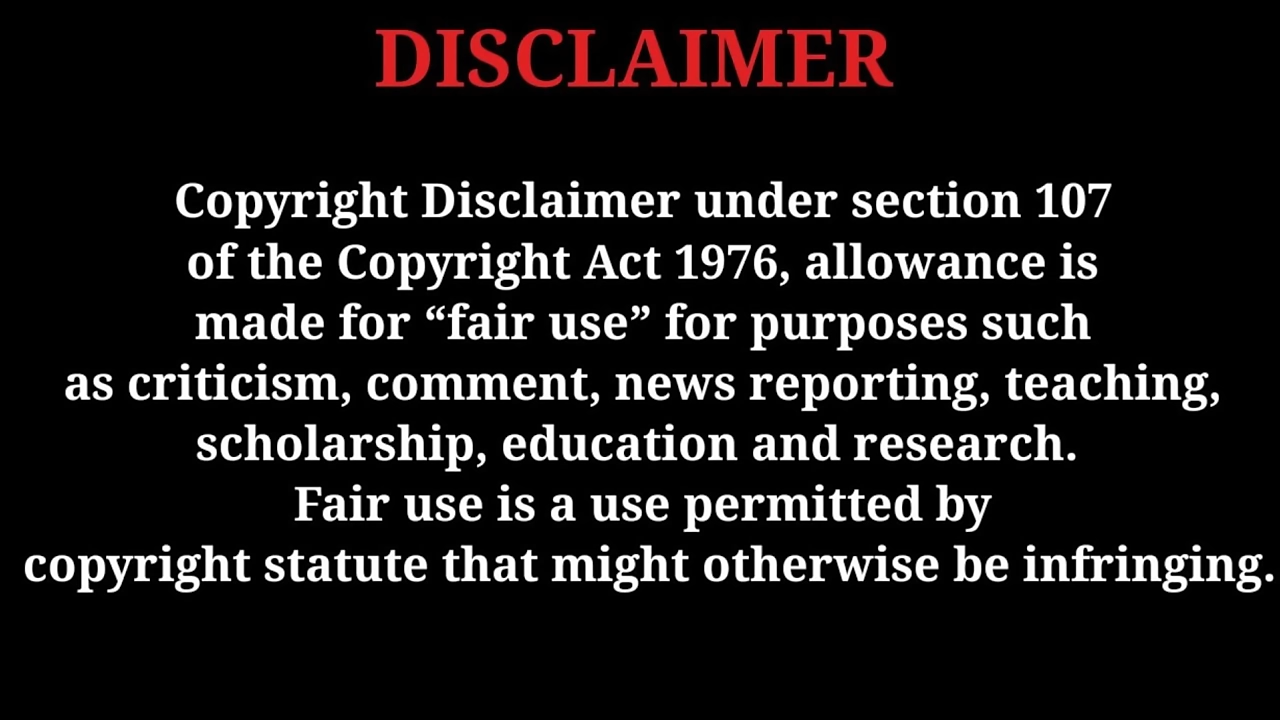 DISCLAIMER
Copyright Disclaimer under section 107
of the Copyright Act 1976, allowance is
made for “fair use” for purposes such
as criticism, comment, news reporting, teaching,
scholarship, education and research.
Fair use is a use permitted by
copyright statute that might otherwise be infringing.